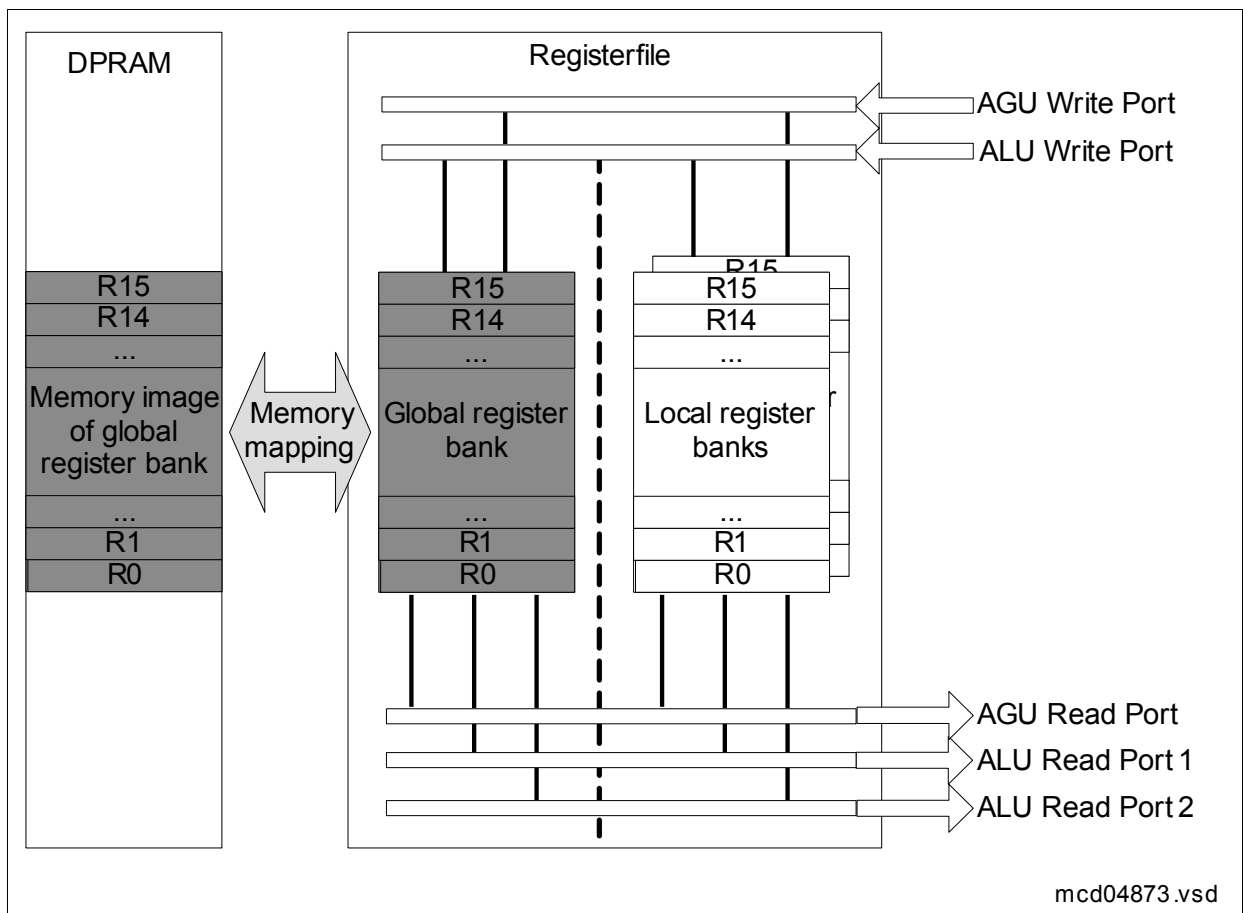 DPRAM
Registerfile
AGU Write Port
ALU Write Port
R15
R14
...
Memory image
of global
register bank
...
R1
R0
Memory
mapping
R15
R14
...
Global register
bank
...
R1
R0
R15
R15
R14
...
Local register
banks
...
R1
R0
r
AGU Read Port
ALU Read Port 1
ALU Read Port 2
mcd04873.vsd